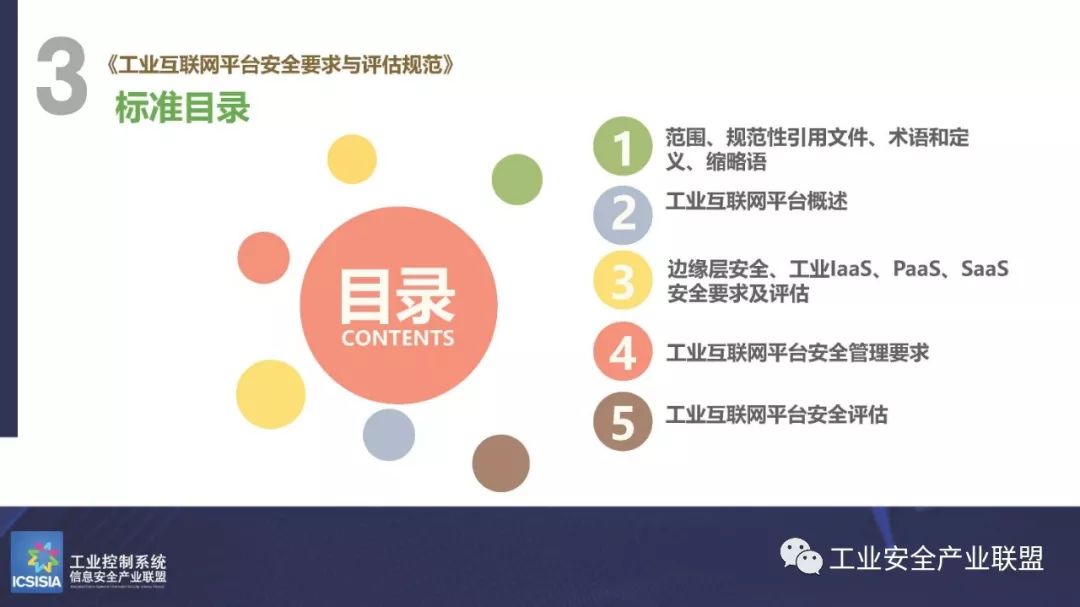 3
《工业互联网平台安全要求与评估规范》
标准目录
目录
CONTENTS
1
范围、规范性引用文件、术语和定
义、缩略语
2
工业互联网平台概述
3
边缘层安全、工业IaaS、PaaS、SaaS
安全要求及评估
4
工业互联网平台安全管理要求
5
工业互联网平台安全评估
ICSISIA
工业控制系统
信息安全产业联盟
工业安全产业联盟